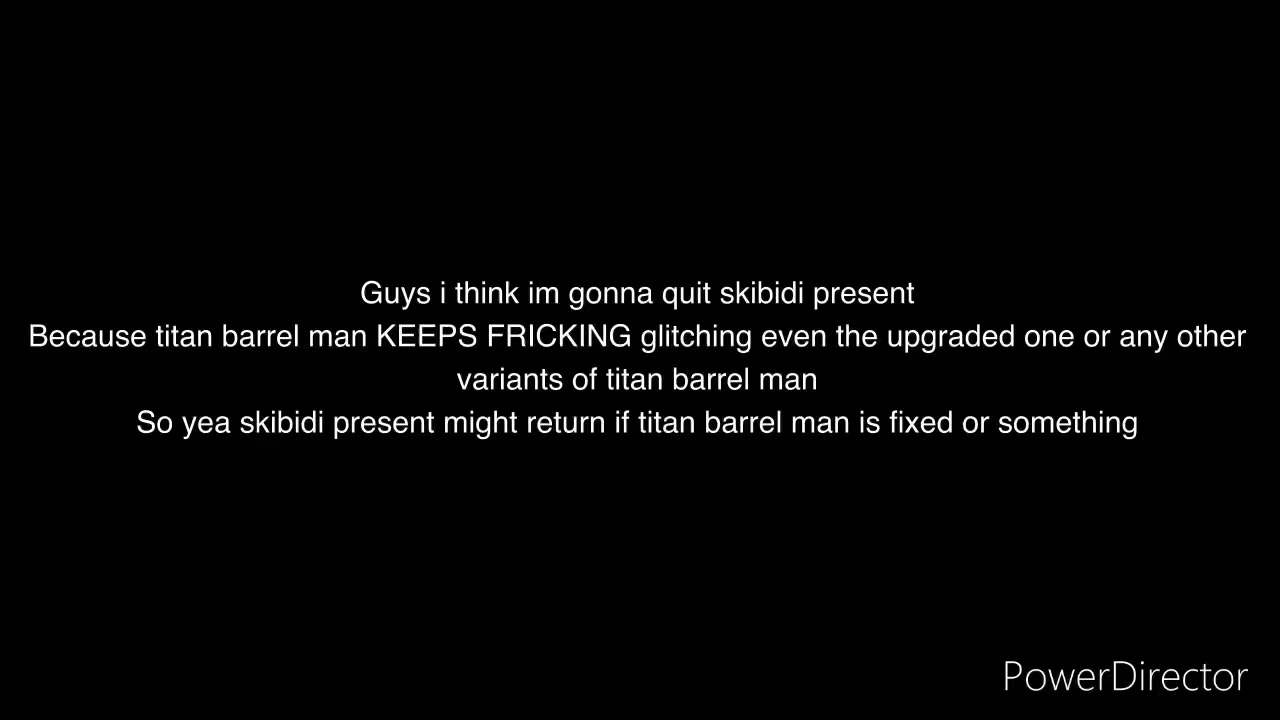 Guys i think im gonna quit skibidi present
Because titan barrel man KEEPS FRICKING glitching even the upgraded one or any other
variants of titan barrel man
So yea skibidi present might return if titan barrel man is fixed or something
PowerDirector